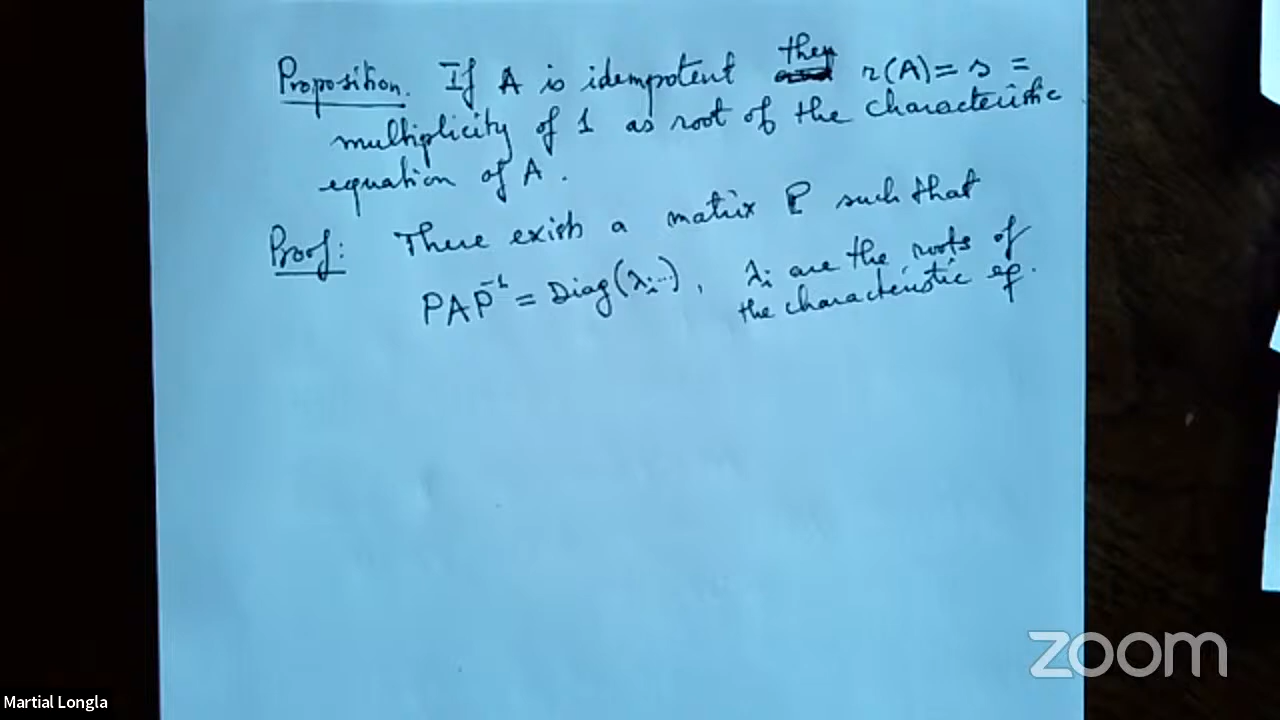 Proposition. If A is idempotent then r(A) = s =
multiplicity of 1 as root of the characteristic
equation of A.
Proof: There exists a matrix P such that
PAP⁻¹ = Diag(λᵢ...), λᵢ are the roots of
the characteristic eq.
zoom
Martial Longla